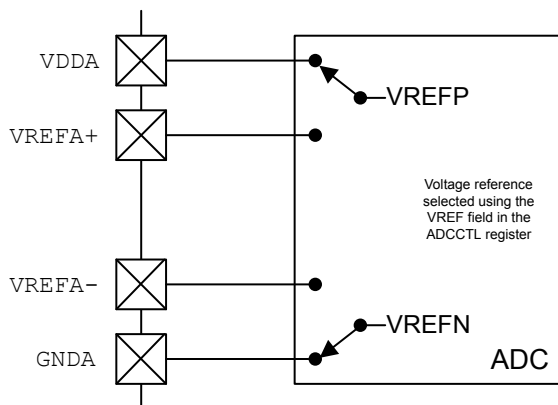 VDDA
VREFP
VREFA+
Voltage reference
selected using the
VREF field in the
ADCCTL register
VREFA-
VREFN
GNDA
ADC